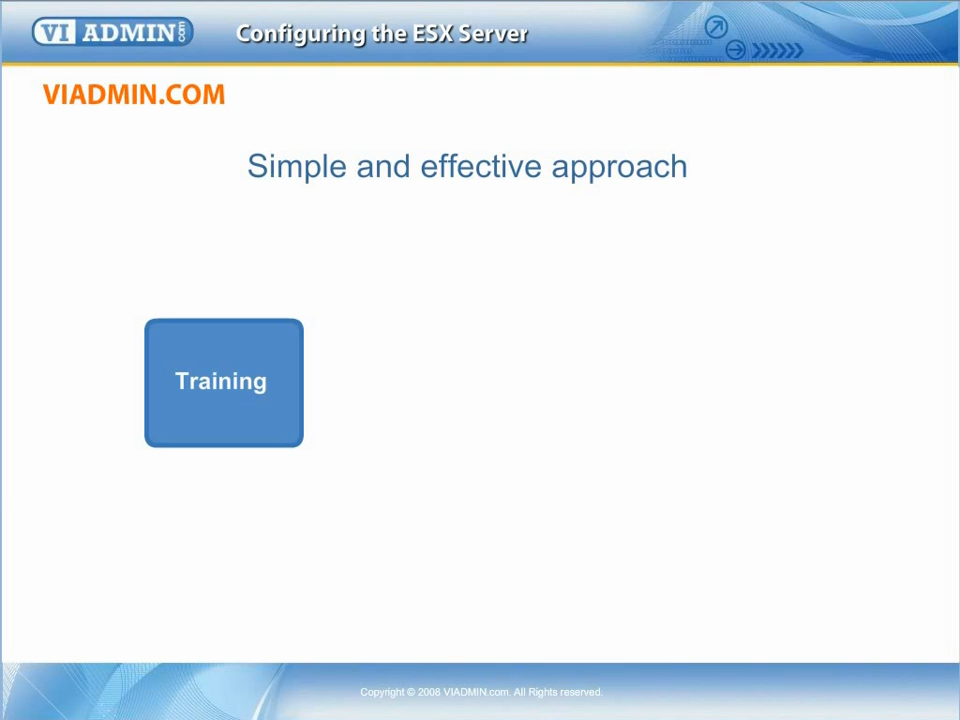 VI ADMIN.com
Configuring the ESX Server
VIADMIN.COM
Simple and effective approach
Training
Copyright © 2008 VIADMIN.com. All Rights reserved.